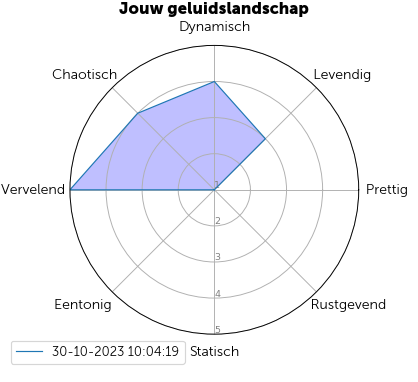 Jouw geluidslandschap
Dynamisch
Chaotisch
Levendig
Vervelend
1
Prettig
2
3
Eentonig
4
Rustgevend
5
30-10-2023 10:04:19
Statisch